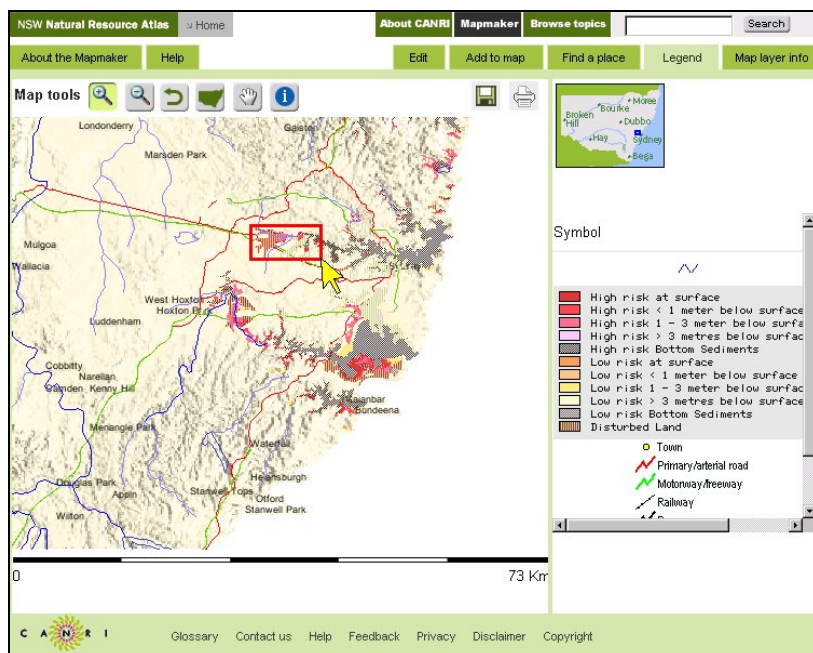 NSW Natural Resource Atlas
Home
About CANRI
Mapmaker
Browse topics
Search
About the Mapmaker
Help
Edit
Add to map
Find a place
Legend
Map layer info
Map tools
Londonderry
Galston
Marsden Park
Mulgoa
Wallacia
West Hoxton
Hoxton Park
Luddenham
Cobbitty
Narellan
Camden Kenny Hill
Menangle Park
Douglas Park
Appin
Wilton
Kalanbar
Bundeena
Waterfall
Helensburgh
Stanwell Tops
Otford
Stanwell Park
0
73 Km
Moree
Bourke
Broken
Hill
Dubbo
Hay
Sydney
Bega
Symbol
High risk at surface
High risk < 1 meter below surface
High risk 1 - 3 meter below surfa
High risk > 3 metres below surface
High risk Bottom Sediments
Low risk at surface
Low risk < 1 meter below surface
Low risk 1 - 3 meter below surfac
Low risk > 3 metres below surface
Low risk Bottom Sediments
Disturbed Land
Town
Primary/arterial road
Motorway/freeway
Railway
CANRI
Glossary
Contact us
Help
Feedback
Privacy
Disclaimer
Copyright